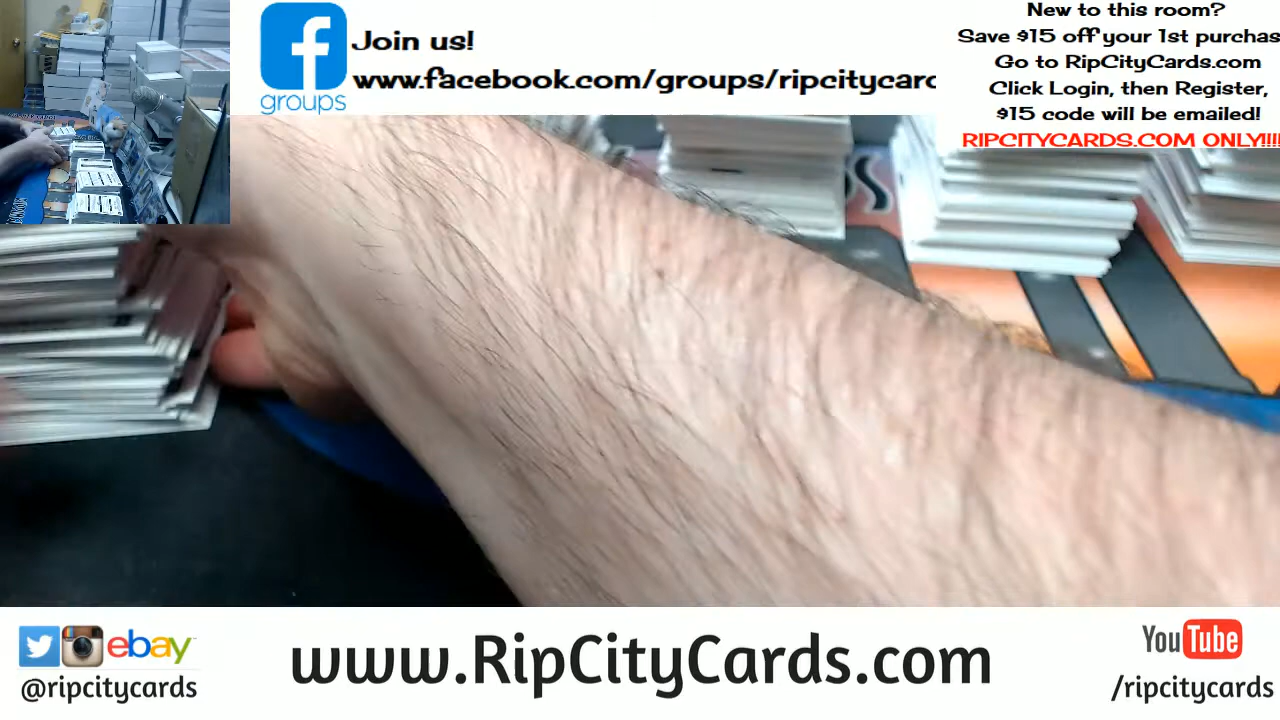 Join us!
www.facebook.com/groups/ripcitycarc
groups
New to this room?
Save $15 off your 1st purchas
Go to RipCityCards.com
Click Login, then Register,
$15 code will be emailed!
RIPCITYCARDS.COM ONLY!!!!
DS
ebay
@ripcitycards
www.RipCityCards.com
YouTube
/ripcitycards